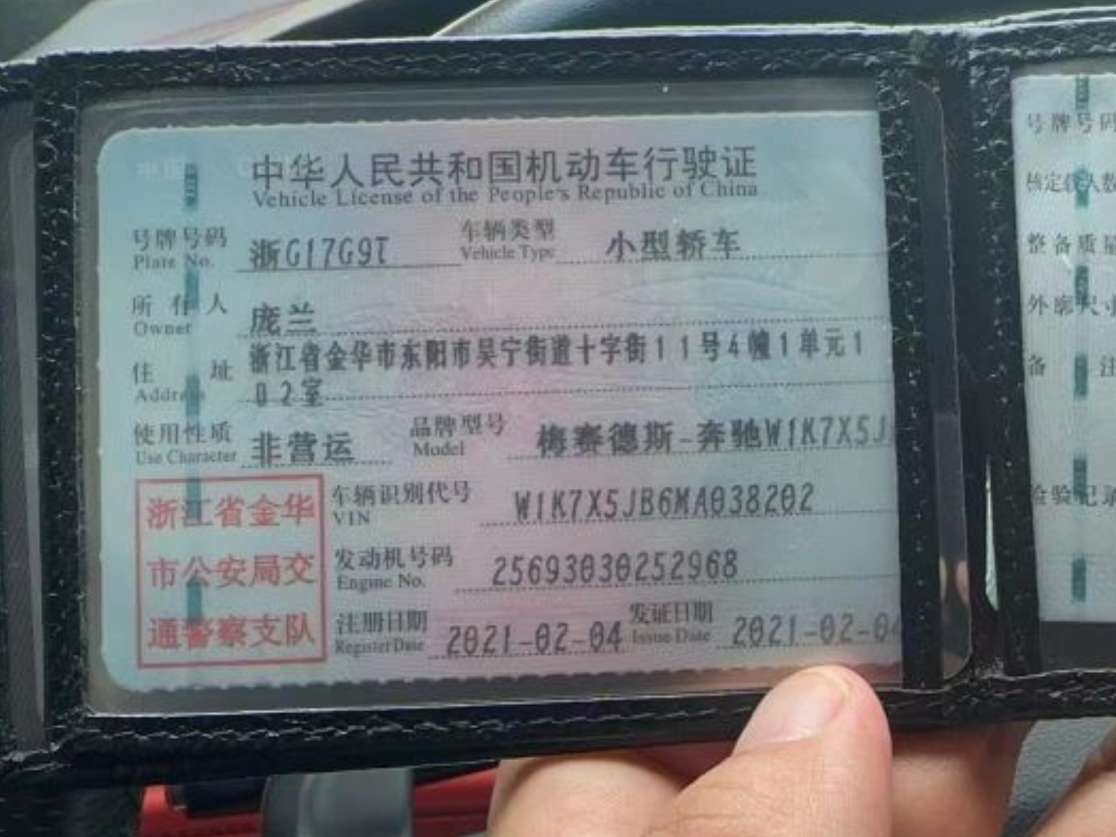 中华人民共和国机动车行驶证
Vehicle License of the People's Republic of China
号牌号码 浙G17G9T 车辆类型 小型轿车
Plate No. Vehicle Type
所有人 庞兰
Owner
住址 浙江省金华市东阳市吴宁街道十字街11号4幢1单元1
Address 02室
使用性质 非营运 品牌型号 梅赛德斯-奔驰W1K7X5J
Use Character Model
浙江省金华
市公安局交
通警察支队
车辆识别代号 W1K7X5JB6MA038202
VIN
发动机号码 25693030252968
Engine No.
注册日期 2021-02-04 发证日期 2021-02-04
Register Date Issue Date
号牌号码
核定载人数
整备质量
外廓尺寸
备注
检验记录